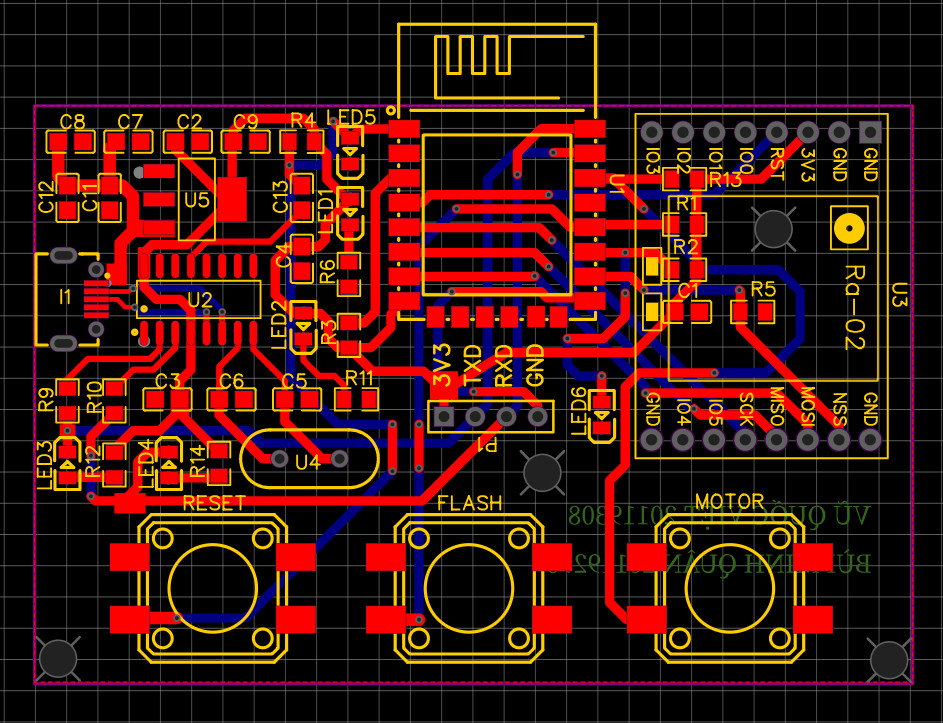 C8 C7 C2 C9 R4 LED5
IO3 IO2 IO1 IO0 RST 3V3 GND GND
C12 C11 U5 C13 LED1 R13
R1
C4 R6 R2
I1 U2 C1 R5 Ra-02 U3
LED2 R3
3V3 TXD RXD GND
R9 R10 C3 C6 C5 R11
LED6 GND IO4 IO5 SCK MISO MOSI NSS GND
P1
LED3 R12 LED4 R14 U4
RESET FLASH MOTOR
VŨ QUỐC VIỆT